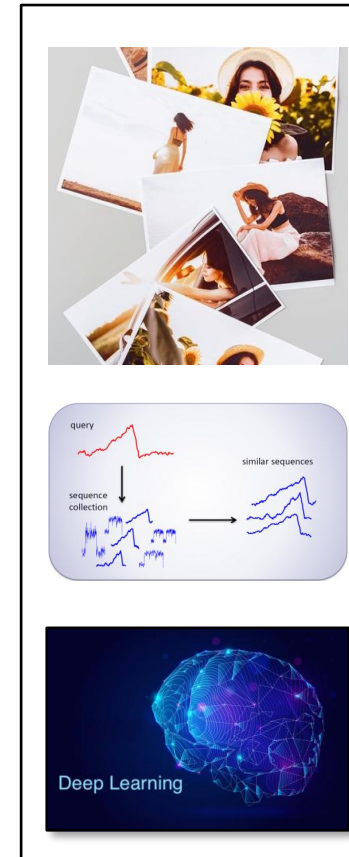 query
similar sequences
sequence
collection
Deep Learning